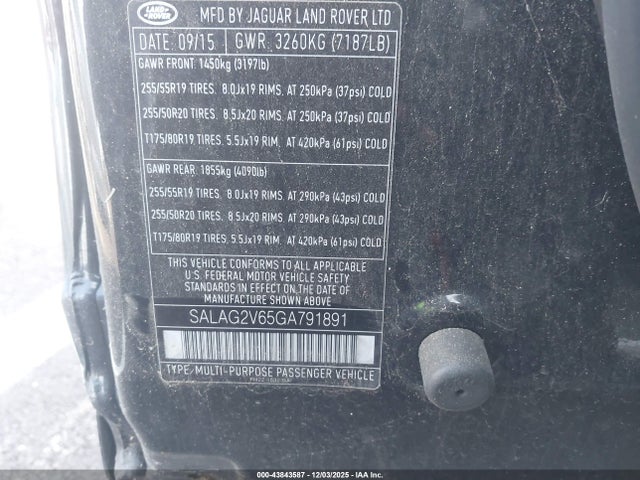 LAND ROVER
MFD BY JAGUAR LAND ROVER LTD
DATE: 09/15 GWR: 3260KG (7187LB)
GAWR FRONT: 1450kg (3197lb)
255/55R19 TIRES. 8.0Jx19 RIMS. AT 250kPa (37psi) COLD
255/50R20 TIRES. 8.5Jx20 RIMS. AT 250kPa (37psi) COLD
T175/80R19 TIRES. 5.5Jx19 RIM. AT 420kPa (61psi) COLD
GAWR REAR: 1855kg (4090lb)
255/55R19 TIRES. 8.0Jx19 RIMS. AT 290kPa (43psi) COLD
255/50R20 TIRES. 8.5Jx20 RIMS. AT 290kPa (43psi) COLD
T175/80R19 TIRES. 5.5Jx19 RIM. AT 420kPa (61psi) COLD
THIS VEHICLE CONFORMS TO ALL APPLICABLE
U.S. FEDERAL MOTOR VEHICLE SAFETY STANDARDS
IN EFFECT ON THE DATE OF
MANUFACTURE SHOWN ABOVE
SALAG2V65GA791891
TYPE: MULTI-PURPOSE PASSENGER VEHICLE
000-43843587 - 12/03/2025 - IAA Inc.